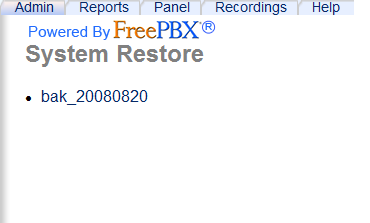 Admin Reports Panel Recordings Help
Powered By FreePBX®
System Restore
• bak_20080820